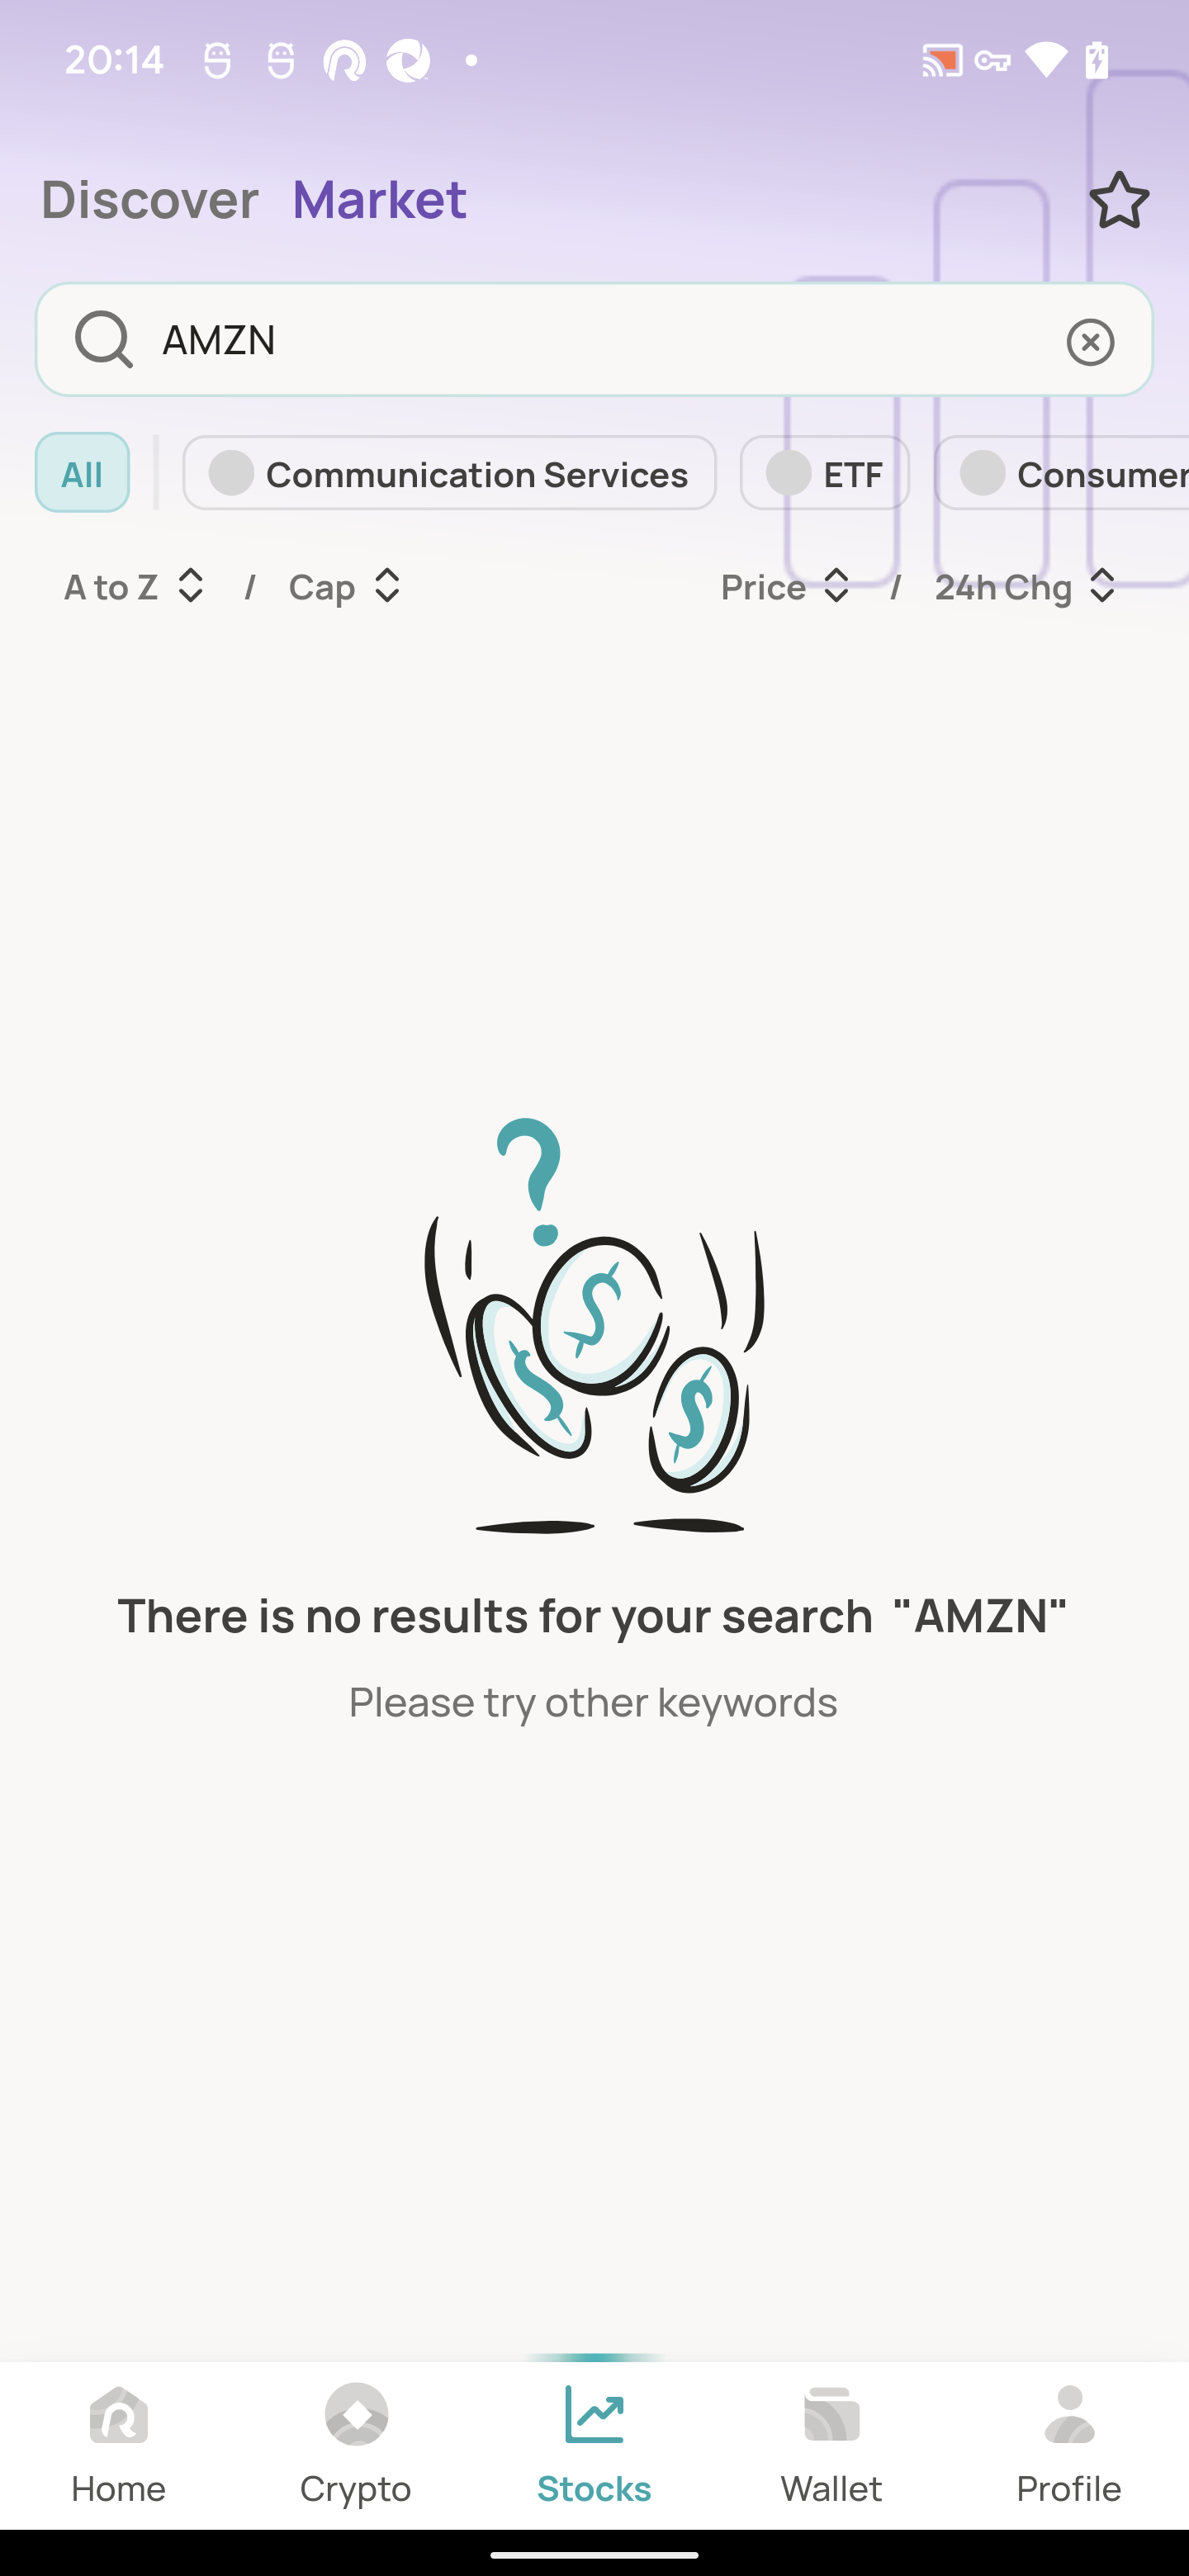 20:14
Discover Market
AMZN
All Communication Services ETF Consumer
A to Z / Cap Price / 24h Chg
There is no results for your search "AMZN"
Please try other keywords
Home Crypto Stocks Wallet Profile